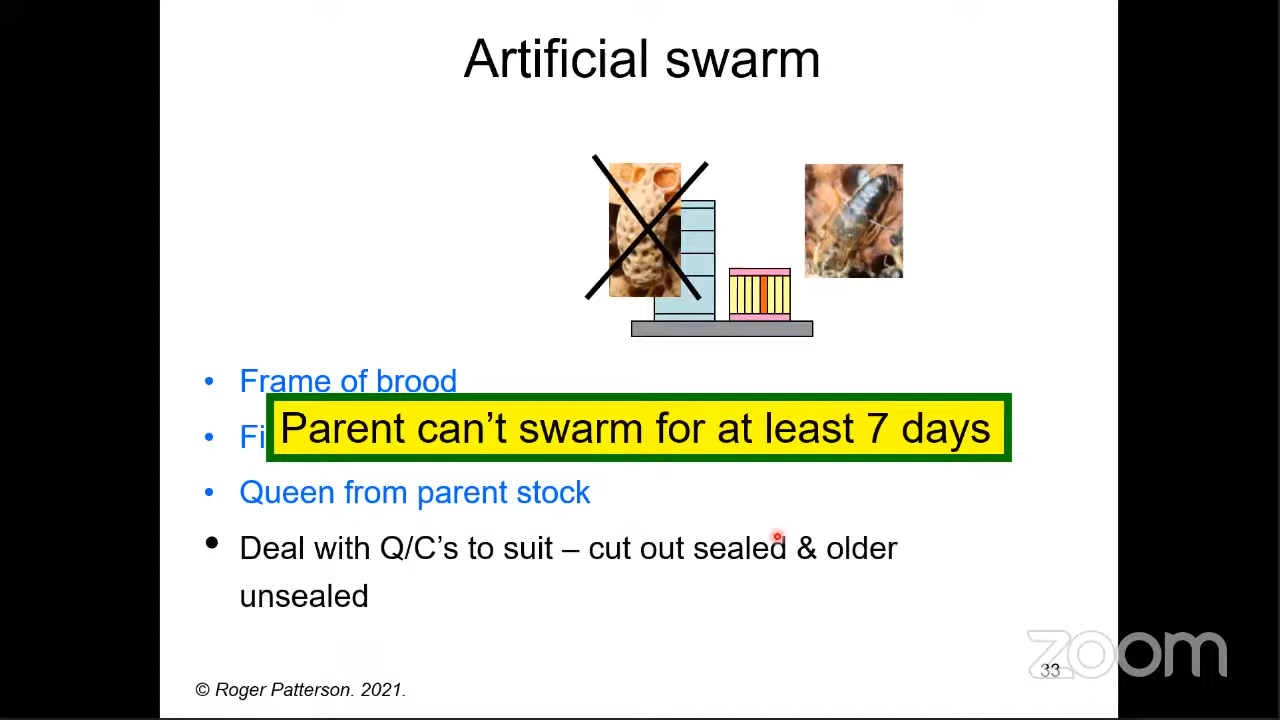 Artificial swarm
• Frame of brood
Parent can't swarm for at least 7 days
• Fi
• Queen from parent stock
• Deal with Q/C's to suit – cut out sealed & older
unsealed
zoom
33
© Roger Patterson. 2021.